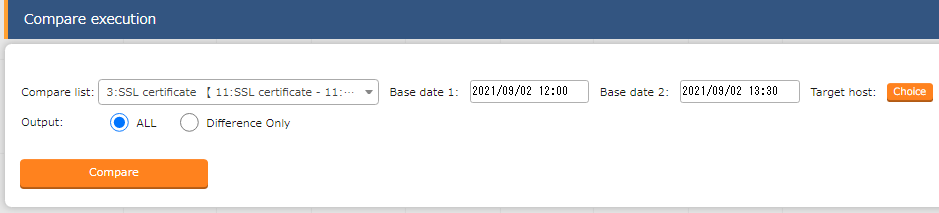 Compare execution
Compare list: 3:SSL certificate 【 11:SSL certificate - 11:··· Base date 1: 2021/09/02 12:00 Base date 2: 2021/09/02 13:30 Target host: Choice
Output: ALL Difference Only
Compare